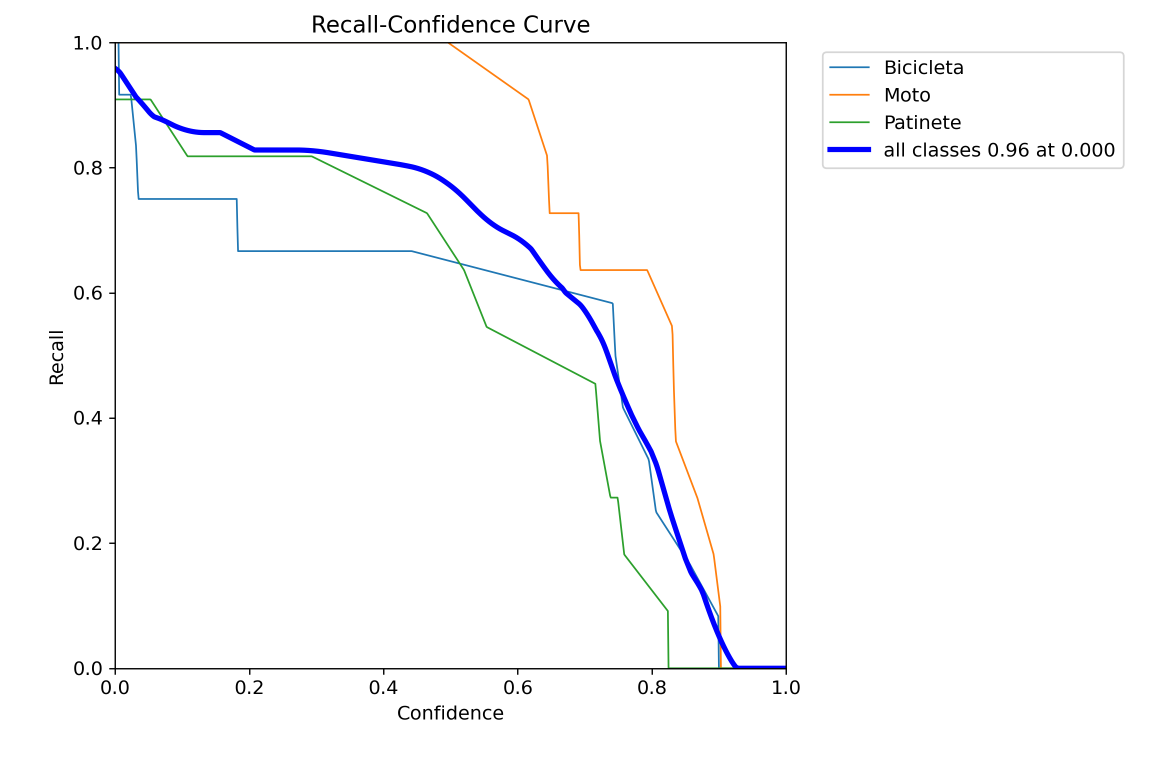 Recall-Confidence Curve
1.0
0.8
0.6
0.4
0.2
0.0
Recall
0.0 0.2 0.4 0.6 0.8 1.0
Confidence
Bicicleta
Moto
Patinete
all classes 0.96 at 0.000